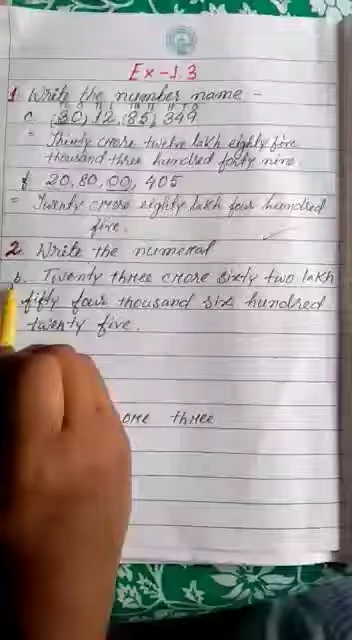 Ex-1.3
1. Write the number name -
c. 30,12,85,349
= Thirty crore twelve lakh eighty five
thousand three hundred forty nine.
f. 20,80,00,405
= Twenty crore eighty lakh four hundred
five.
2. Write the numeral
b. Twenty three crore sixty two lakh
fifty four thousand six hundred
twenty five.
ore three